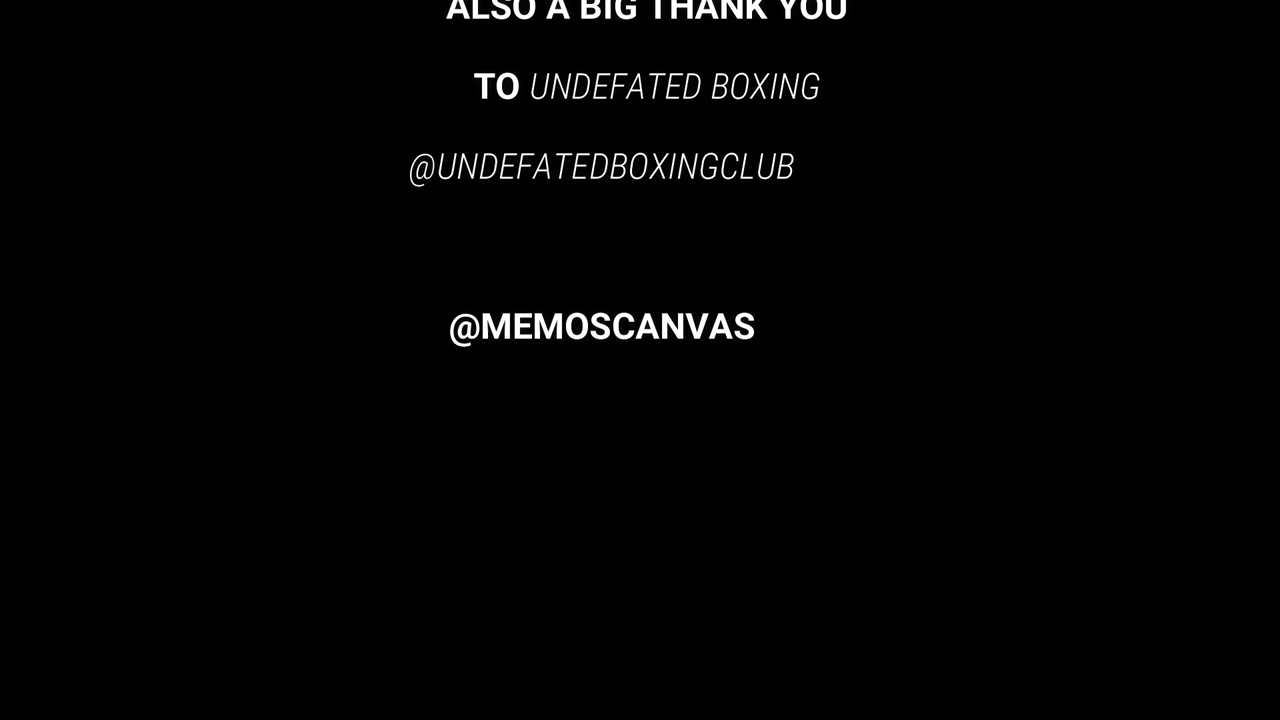 ALSO A BIG THANK YOU
TO UNDEFATED BOXING
@UNDEFATEDBOXINGCLUB
@MEMOSCANVAS